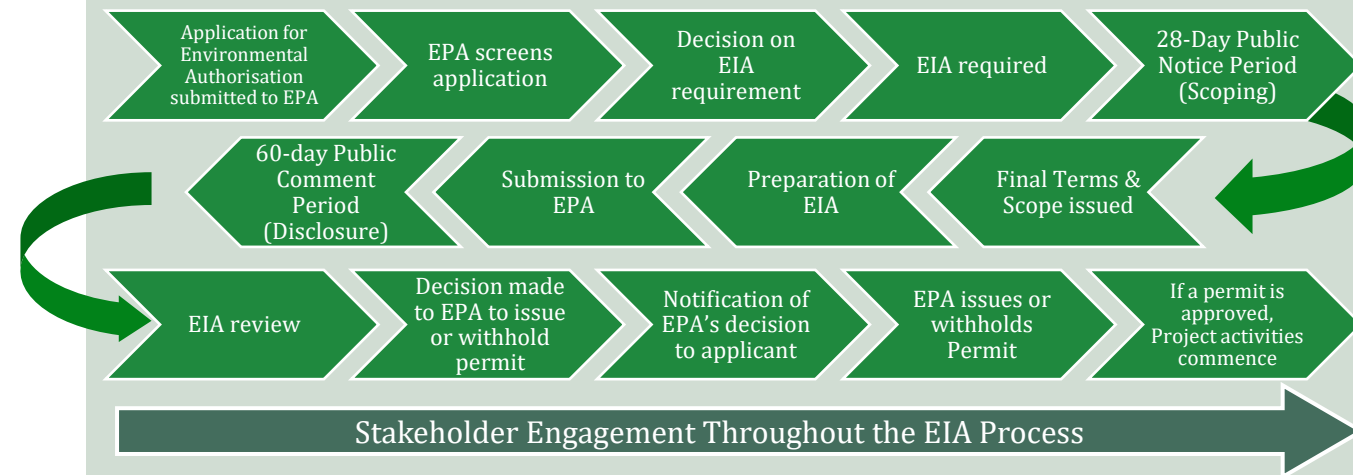 Application for
Environmental
Authorisation
submitted to EPA
EPA screens
application
Decision on
EIA
requirement
EIA required
28-Day Public
Notice Period
(Scoping)
Final Terms &
Scope issued
Preparation of
EIA
Submission to
EPA
60-day Public
Comment
Period
(Disclosure)
EIA review
Decision made
to EPA to issue
or withhold
permit
Notification of
EPA’s decision
to applicant
EPA issues or
withholds
Permit
If a permit is
approved,
Project activities
commence
Stakeholder Engagement Throughout the EIA Process